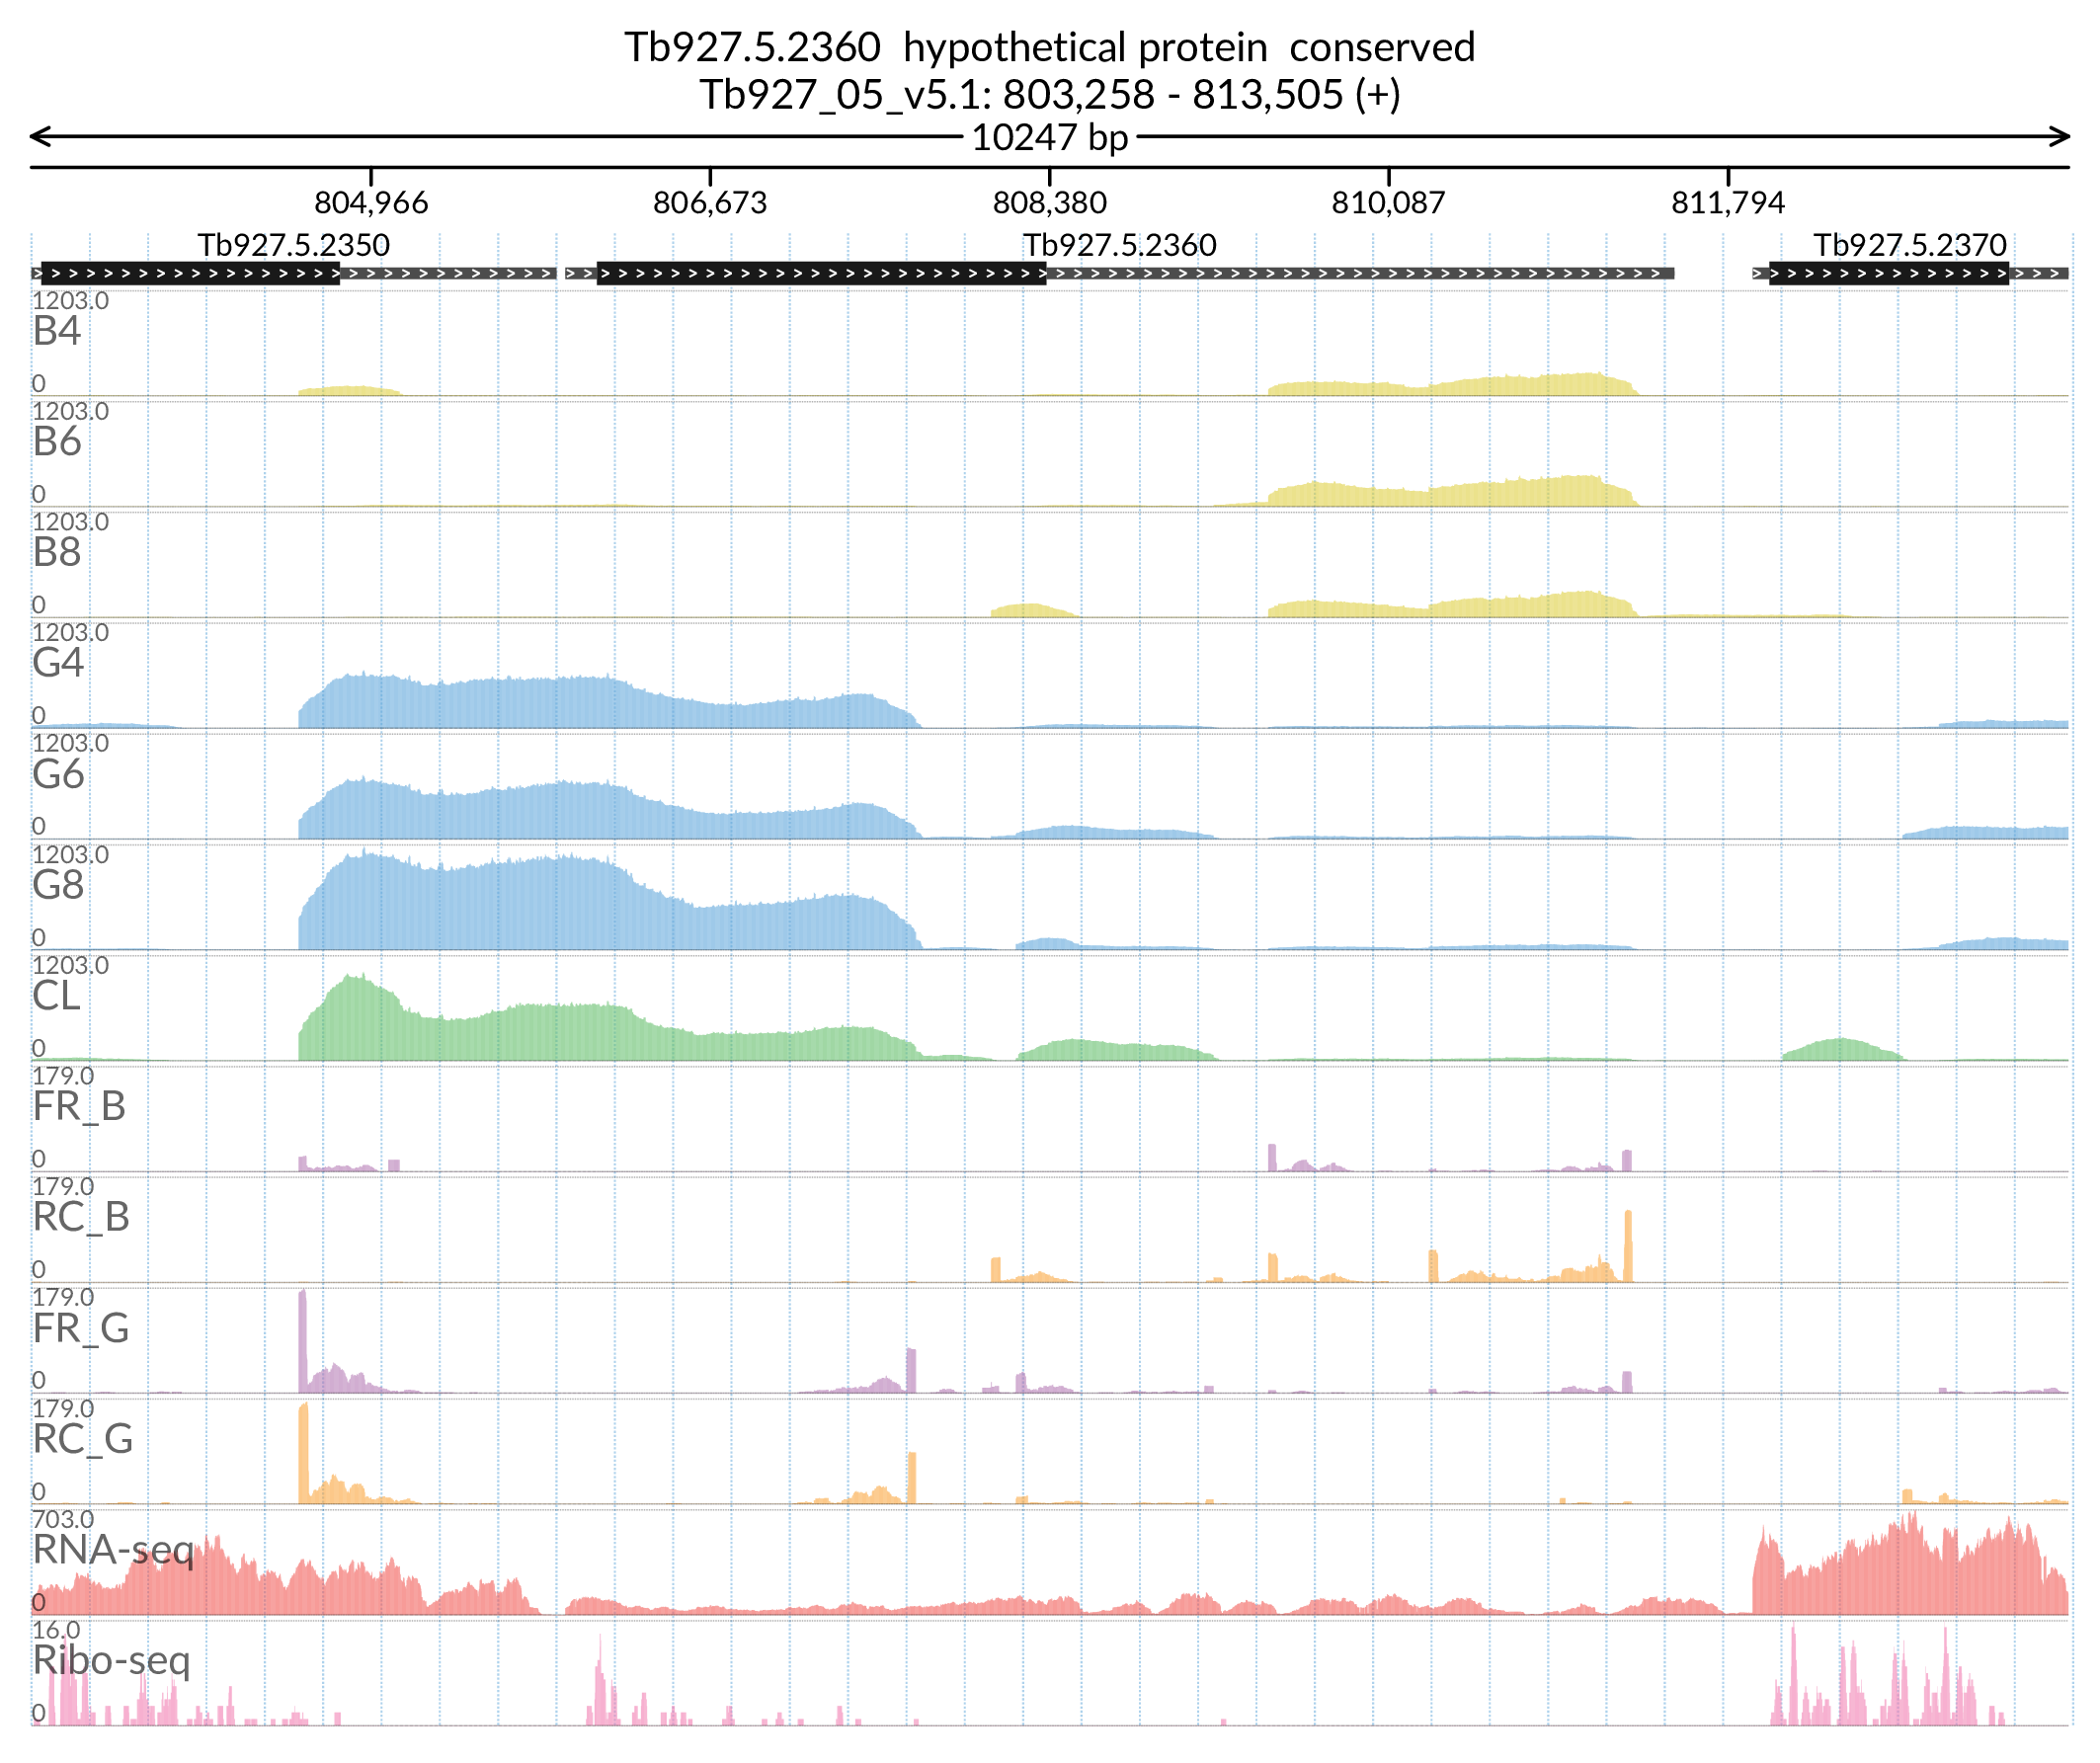 Tb927.5.2360  hypothetical protein  conserved
Tb927_05_v5.1: 803,258 - 813,505 (+)
10247 bp
804,966 806,673 808,380 810,087 811,794
Tb927.5.2350 Tb927.5.2360 Tb927.5.2370
1203.0
B4
0
1203.0
B6
0
1203.0
B8
0
1203.0
G4
0
1203.0
G6
0
1203.0
G8
0
1203.0
CL
0
179.0
FR_B
0
179.0
RC_B
0
179.0
FR_G
0
179.0
RC_G
0
703.0
RNA-seq
0
16.0
Ribo-seq
0